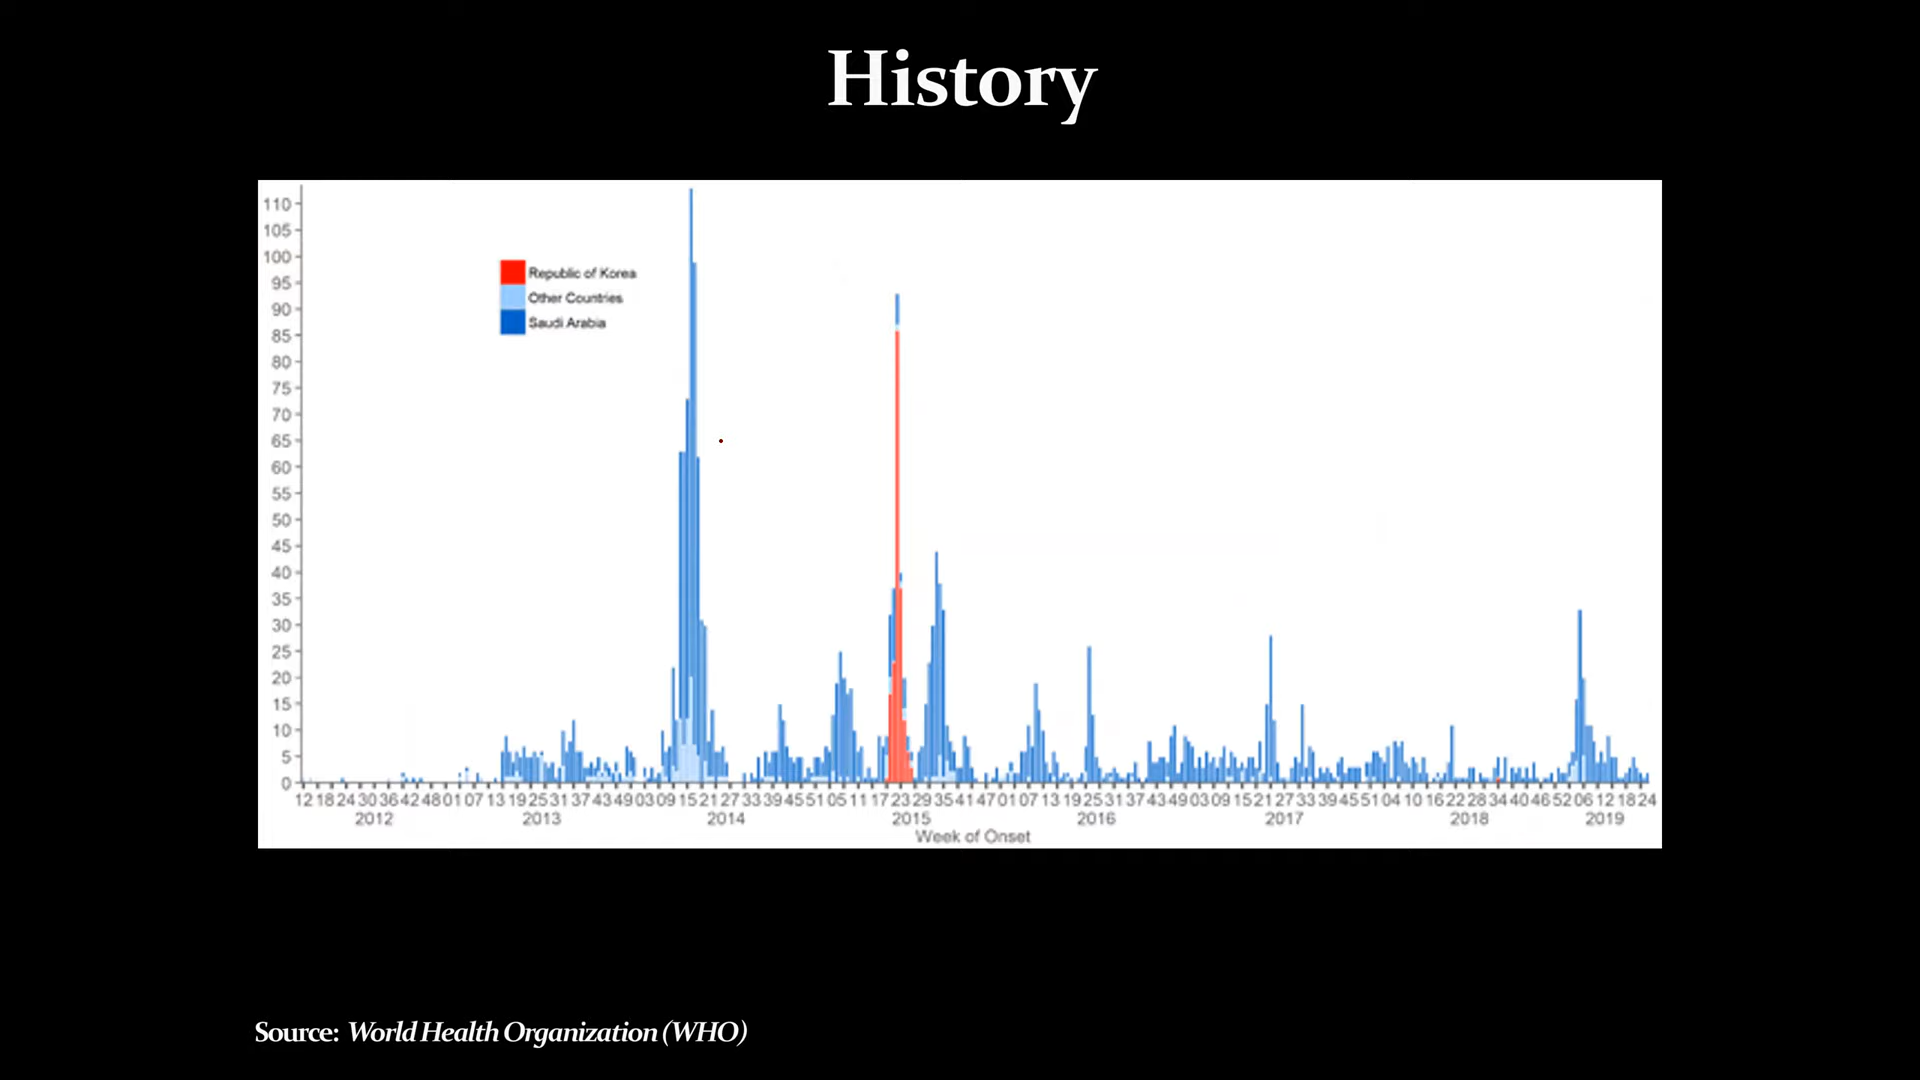 History
110
105
100
95
90
85
80
75
70
65
60
55
50
45
40
35
30
25
20
15
10
5
0
Republic of Korea
Other Countries
Saudi Arabia
12 18 24 30 36 42 48 01 07 13 19 25 31 37 43 49 03 09 15 21 27 33 39 45 51 05 11 17 23 29 35 41 47 01 07 13 19 25 31 37 43 49 03 09 15 21 27 33 39 45 51 04 10 16 22 28 34 40 46 52 06 12 18 24
2012 2013 2014 2015 2016 2017 2018 2019
Week of Onset
Source: World Health Organization (WHO)